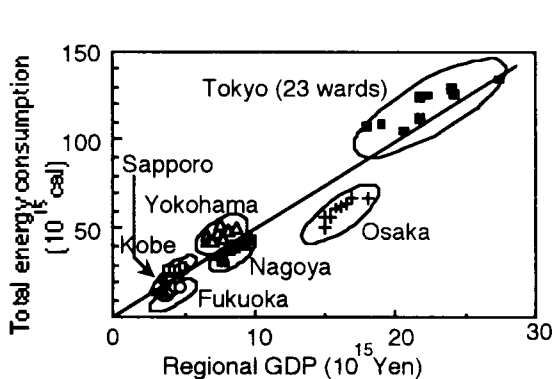 Total energy consumption
(10^15 cal)
150
100
50
0
10
20
30
Regional GDP (10^15 Yen)
Tokyo (23 wards)
Sapporo
Yokohama
Kobe
Osaka
Nagoya
Fukuoka